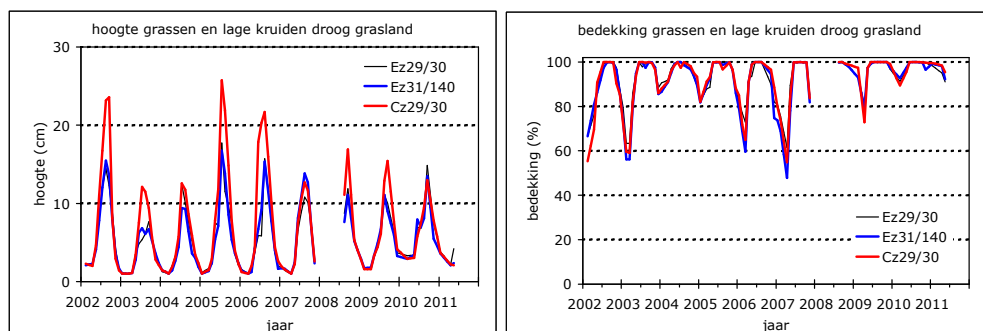 hoogte grassen en lage kruiden droog grasland
30
20
10
0
hoogte (cm)
Ez29/30
Ez31/140
Cz29/30
2002 2003 2004 2005 2006 2007 2008 2009 2010 2011
jaar
bedekking grassen en lage kruiden droog grasland
100
80
60
40
20
0
bedekking (%)
Ez29/30
Ez31/140
Cz29/30
2002 2003 2004 2005 2006 2007 2008 2009 2010 2011
jaar